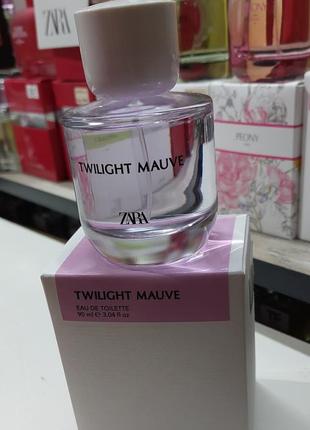 ZARA
PEONY
TWILIGHT MAUVE
ZARA
TWILIGHT MAUVE
EAU DE TOILETTE
90 ml ℮ 3.04 fl oz